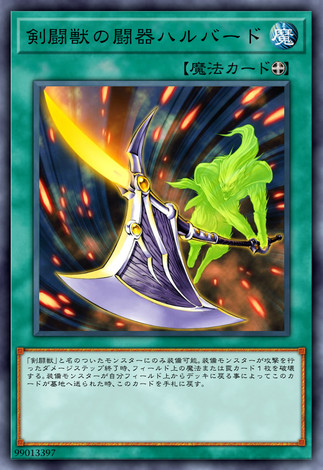 剣闘獣の闘器ハルバード 魔
【魔法カード】
「剣闘獣」と名のついたモンスターにのみ装備可能。装備モンスターが攻撃を行
ったダメージステップ終了時、フィールド上の魔法または罠カード1枚を破壊
する。装備モンスターが自分フィールド上からデッキに戻る事によってこのカ
ードが墓地へ送られた時、このカードを手札に戻す。
99013397